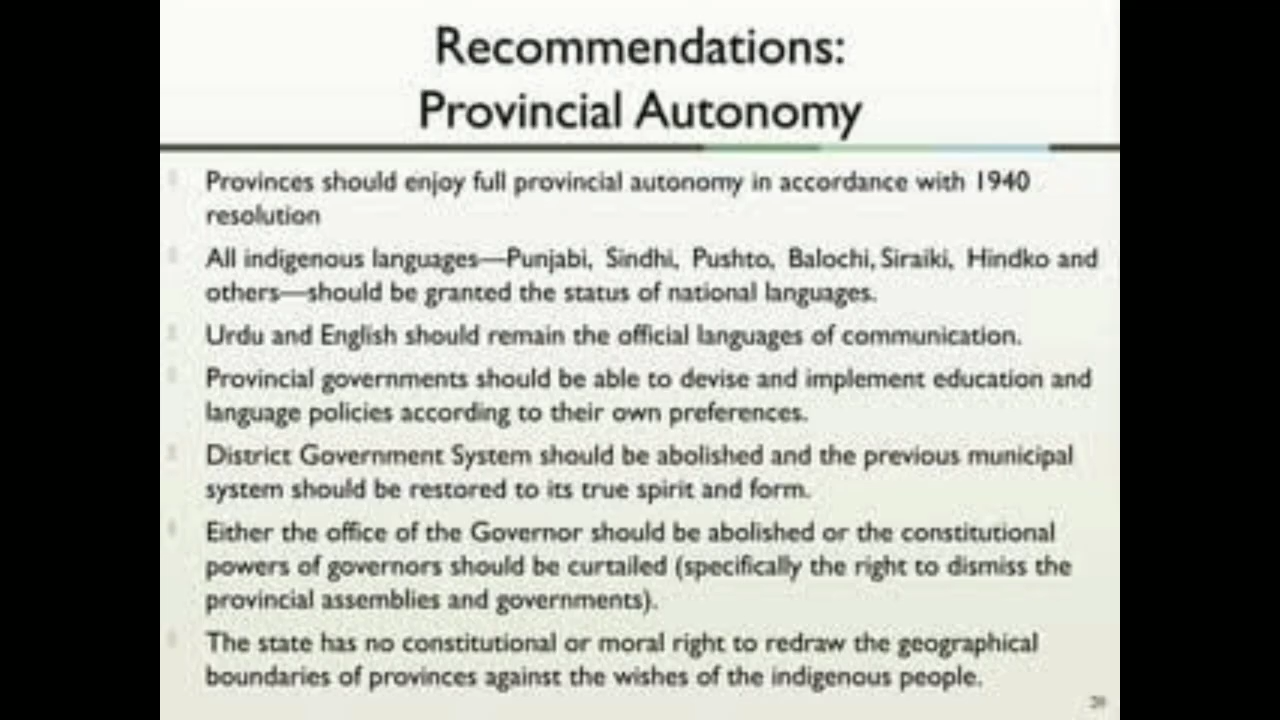 Recommendations:
Provincial Autonomy
Provinces should enjoy full provincial autonomy in accordance with 1940
resolution
All indigenous languages—Punjabi, Sindhi, Pushto, Balochi, Siraiki, Hindko and
others—should be granted the status of national languages.
Urdu and English should remain the official languages of communication.
Provincial governments should be able to devise and implement education and
language policies according to their own preferences.
District Government System should be abolished and the previous municipal
system should be restored to its true spirit and form.
Either the office of the Governor should be abolished or the constitutional
powers of governors should be curtailed (specifically the right to dismiss the
provincial assemblies and governments).
The state has no constitutional or moral right to redraw the geographical
boundaries of provinces against the wishes of the indigenous people.